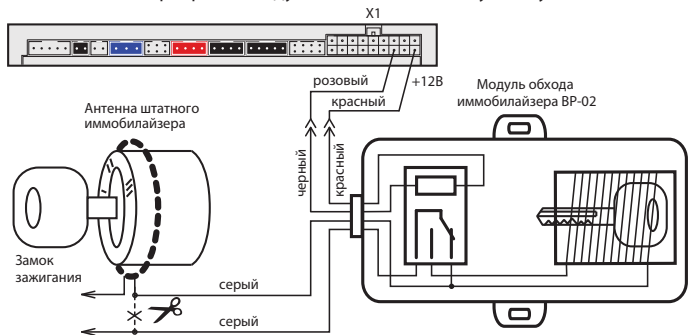 X1
розовый
+12В
красный
Модуль обхода
иммобилайзера BP-02
Антенна штатного
иммобилайзера
черный
красный
Замок
зажигания
серый
серый